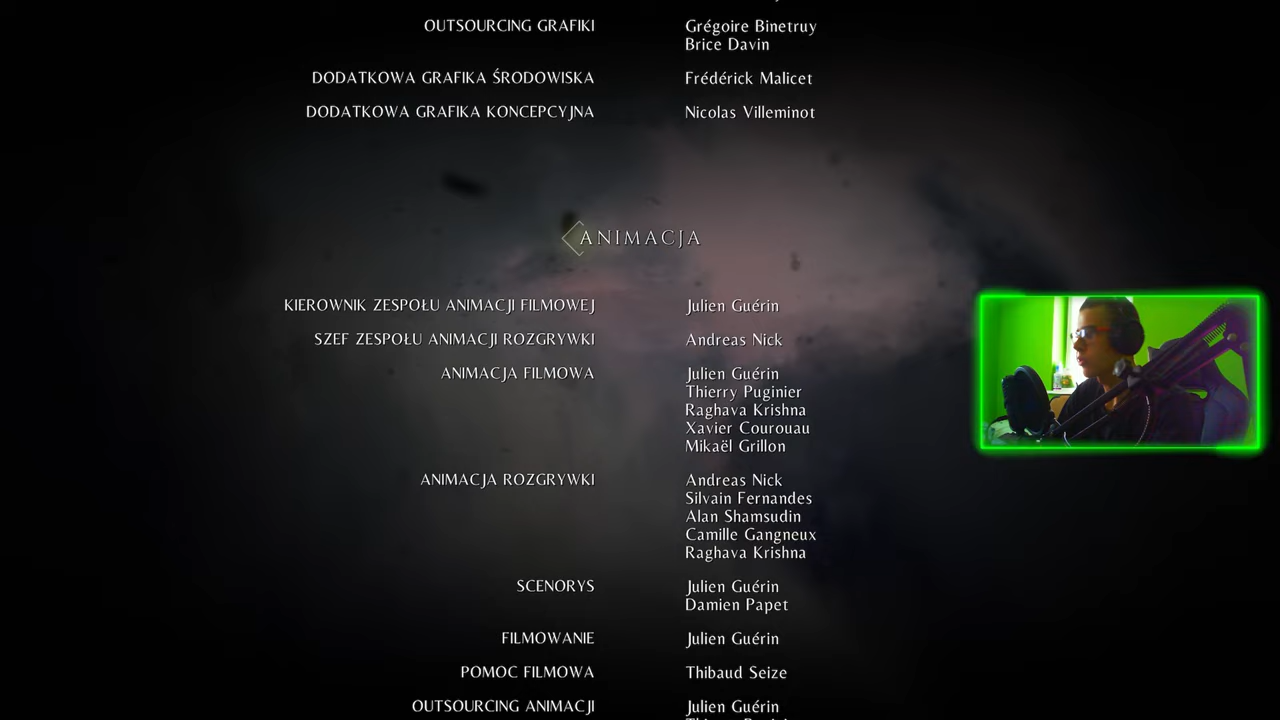 OUTSOURCING GRAFIKI Grégoire Binetruy
Brice Davin
DODATKOWA GRAFIKA ŚRODOWISKA Frédérick Malicet
DODATKOWA GRAFIKA KONCEPCYJNA Nicolas Villeminot
ANIMACJA
KIEROWNIK ZESPOŁU ANIMACJI FILMOWEJ Julien Guérin
SZEF ZESPOŁU ANIMACJI ROZGRYWKI Andreas Nick
ANIMACJA FILMOWA Julien Guérin
Thierry Puginier
Raghava Krishna
Xavier Courouau
Mikaël Grillon
ANIMACJA ROZGRYWKI Andreas Nick
Silvain Fernandes
Alan Shamsudin
Camille Gangneux
Raghava Krishna
SCENORYS Julien Guérin
Damien Papet
FILMOWANIE Julien Guérin
POMOC FILMOWA Thibaud Seize
OUTSOURCING ANIMACJI Julien Guérin